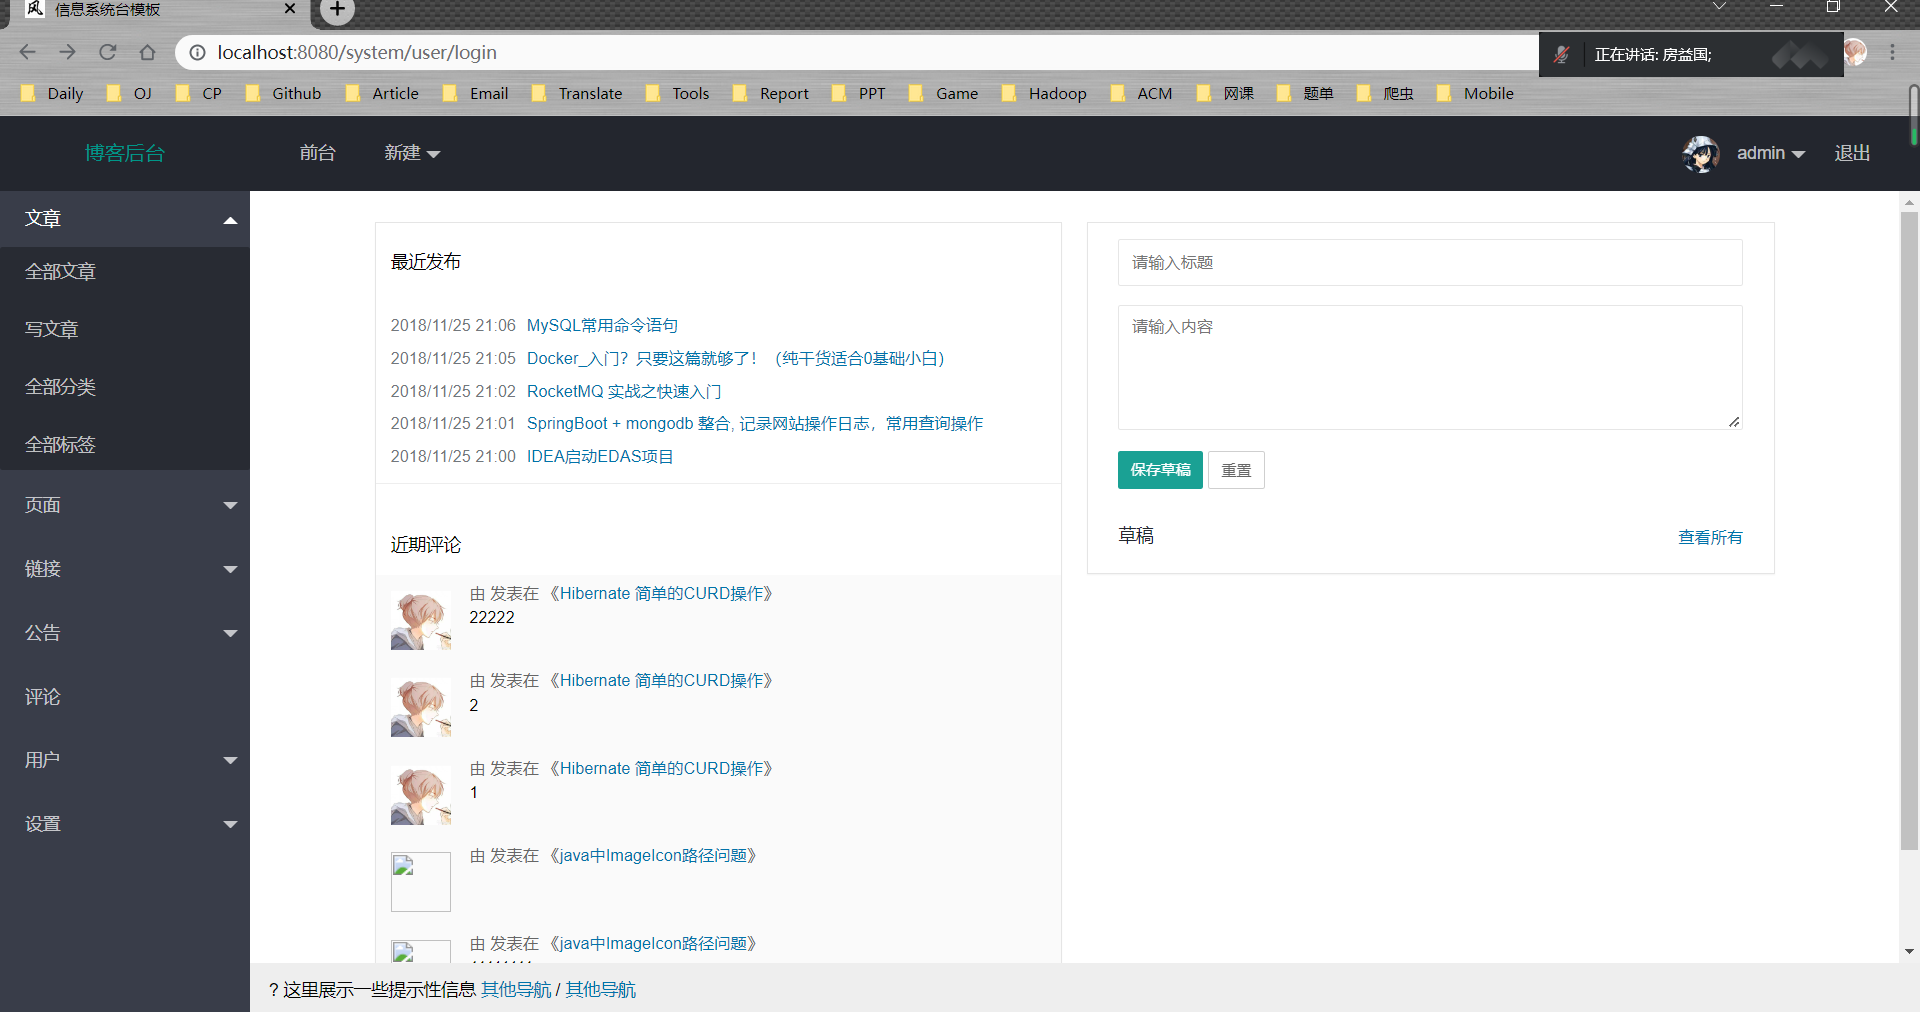 信息系统台模板
localhost:8080/system/user/login
正在讲话: 房益国;
Daily OJ CP Github Article Email Translate Tools Report PPT Game Hadoop ACM 网课 题单 爬虫 Mobile
博客后台 前台 新建 admin 退出
文章
全部文章
写文章
全部分类
全部标签
页面
链接
公告
评论
用户
设置
最近发布
2018/11/25 21:06 MySQL常用命令语句
2018/11/25 21:05 Docker_入门？只要这篇就够了！（纯干货适合0基础小白）
2018/11/25 21:02 RocketMQ 实战之快速入门
2018/11/25 21:01 SpringBoot + mongodb 整合, 记录网站操作日志，常用查询操作
2018/11/25 21:00 IDEA启动EDAS项目
近期评论
由 发表在 《Hibernate 简单的CURD操作》
22222
由 发表在 《Hibernate 简单的CURD操作》
2
由 发表在 《Hibernate 简单的CURD操作》
1
由 发表在 《java中ImageIcon路径问题》
由 发表在 《java中ImageIcon路径问题》
请输入标题
请输入内容
保存草稿 重置
草稿 查看所有
? 这里展示一些提示性信息 其他导航 / 其他导航